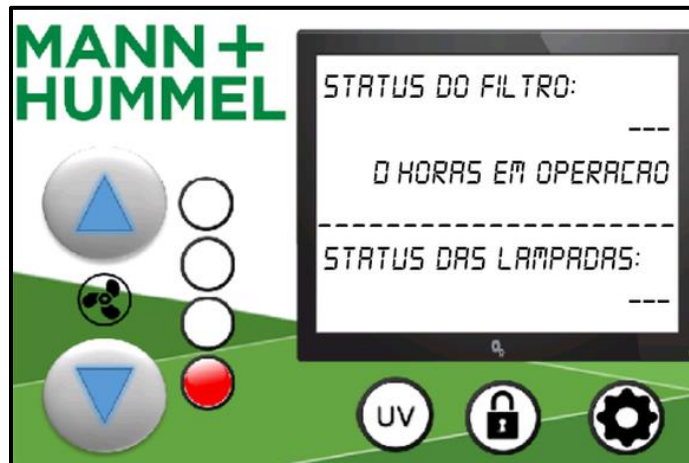 MANN+
HUMMEL
STATUS DO FILTRO:
---
0 HORAS EM OPERACAO
----------------------
STATUS DAS LAMPADAS:
---
UV